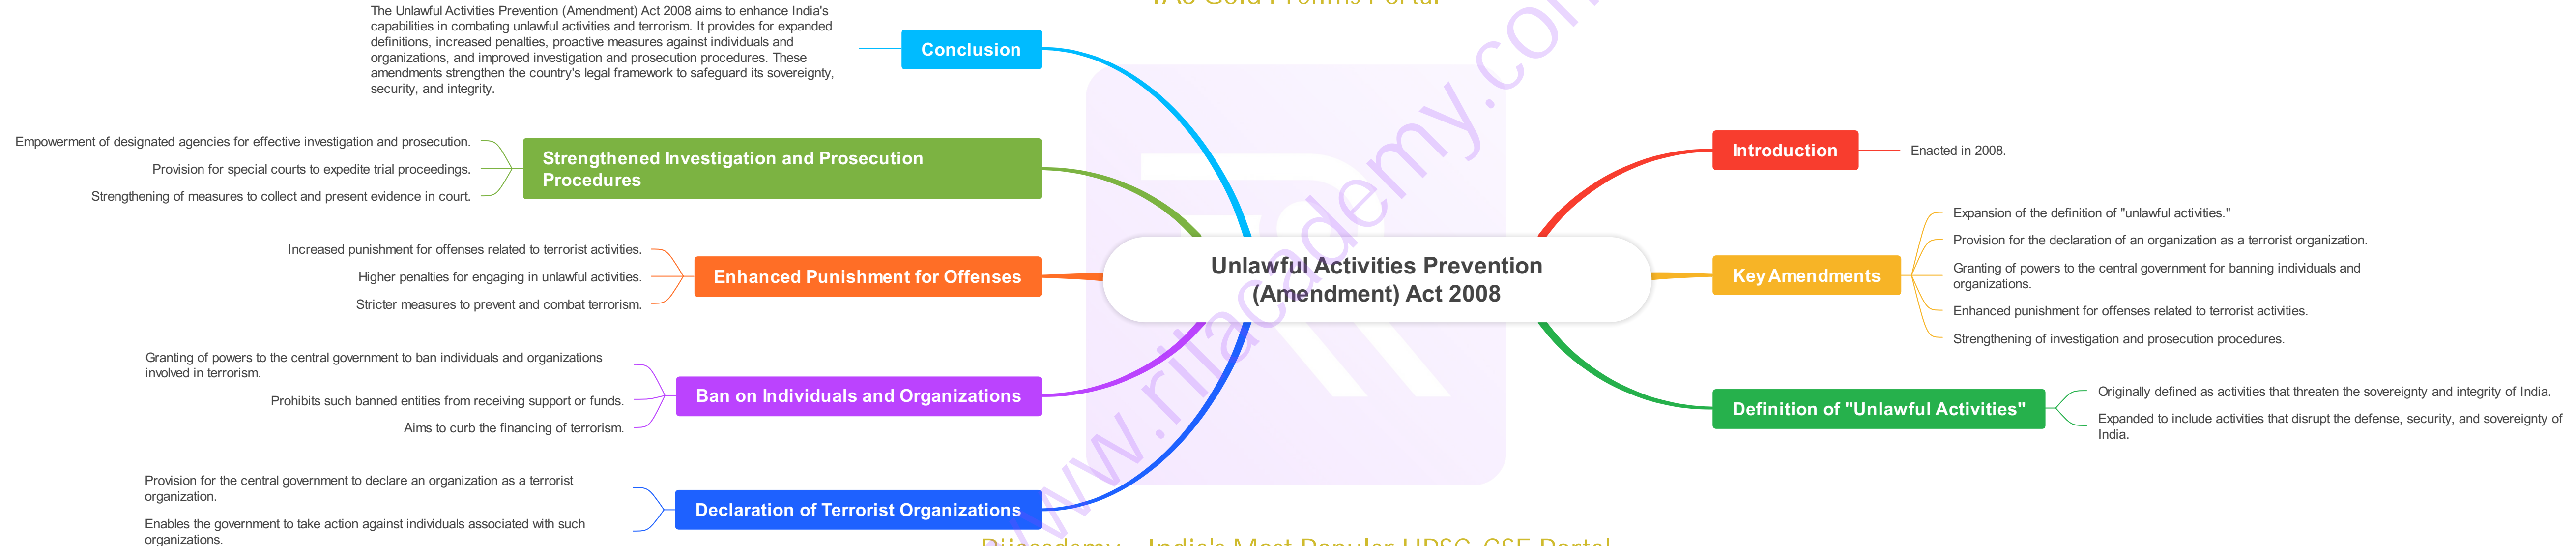 IAS Gold Prelims Portal
The Unlawful Activities Prevention (Amendment) Act 2008 aims to enhance India's
capabilities in combating unlawful activities and terrorism. It provides for expanded
definitions, increased penalties, proactive measures against individuals and
organizations, and improved investigation and prosecution procedures. These
amendments strengthen the country's legal framework to safeguard its sovereignty,
security, and integrity.
Conclusion
Empowerment of designated agencies for effective investigation and prosecution.
Provision for special courts to expedite trial proceedings.
Strengthening of measures to collect and present evidence in court.
Strengthened Investigation and Prosecution
Procedures
Increased punishment for offenses related to terrorist activities.
Higher penalties for engaging in unlawful activities.
Stricter measures to prevent and combat terrorism.
Enhanced Punishment for Offenses
Granting of powers to the central government to ban individuals and organizations
involved in terrorism.
Prohibits such banned entities from receiving support or funds.
Aims to curb the financing of terrorism.
Ban on Individuals and Organizations
Provision for the central government to declare an organization as a terrorist
organization.
Enables the government to take action against individuals associated with such
organizations.
Declaration of Terrorist Organizations
Unlawful Activities Prevention
(Amendment) Act 2008
www.rijacademy.com
Introduction
Enacted in 2008.
Key Amendments
Expansion of the definition of "unlawful activities."
Provision for the declaration of an organization as a terrorist organization.
Granting of powers to the central government for banning individuals and
organizations.
Enhanced punishment for offenses related to terrorist activities.
Strengthening of investigation and prosecution procedures.
Definition of "Unlawful Activities"
Originally defined as activities that threaten the sovereignty and integrity of India.
Expanded to include activities that disrupt the defense, security, and sovereignty of
India.
Rijacademy - India's Most Popular UPSC-CSE Portal